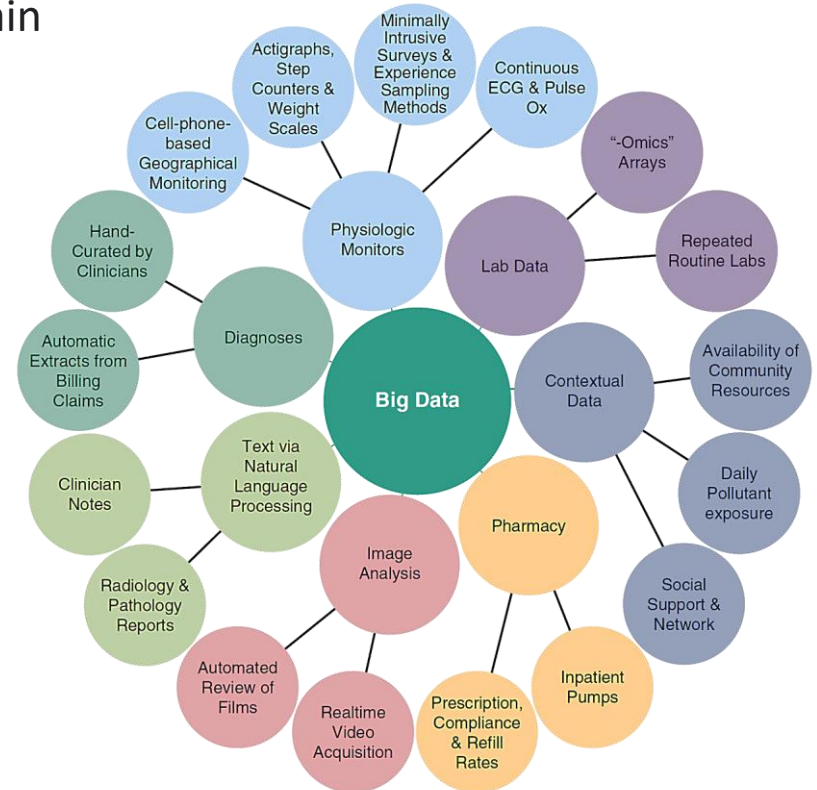 Minimally
Intrusive
Surveys &
Experience
Sampling
Methods
Actigraphs,
Step
Counters &
Weight
Scales
Continuous
ECG & Pulse
Ox
Cell-phone-
based
Geographical
Monitoring
“-Omics”
Arrays
Physiologic
Monitors
Hand-
Curated by
Clinicians
Lab Data
Repeated
Routine Labs
Diagnoses
Automatic
Extracts from
Billing
Claims
Big Data
Contextual
Data
Availability of
Community
Resources
Text via
Natural
Language
Processing
Clinician
Notes
Daily
Pollutant
exposure
Pharmacy
Image
Analysis
Radiology &
Pathology
Reports
Social
Support &
Network
Automated
Review of
Films
Realtime
Video
Acquisition
Prescription,
Compliance
& Refill
Rates
Inpatient
Pumps